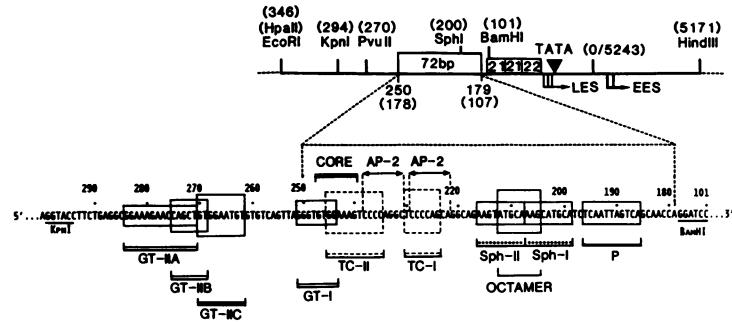 (346) (HpaII) EcoRI
(294) KpnI
(270) PvuII
(200) SphI
(101) BamHI
TATA
(0/5243)
(5171) HindIII
72bp
21 21 22
250 (178)
179 (107)
LES
EES
CORE
AP-2
AP-2
290 280 270 260 250 220 200 190 180 101
5' ...AGGTACCTTCTGAGGCGGAAAGAACCAGCTGTGGAATGTGTGTCAGTTAGGGTGTGGAAAGTCCCCAGGCTCCCCAGCAGGCAGAAGTATGCAAAGCATGCATCTCAATTAGTCAGCAACCAGGATCC...3'
KpnI
BamHI
GT-IIA
TC-II
TC-I
Sph-II
Sph-I
P
GT-IIB
GT-I
OCTAMER
GT-IIC